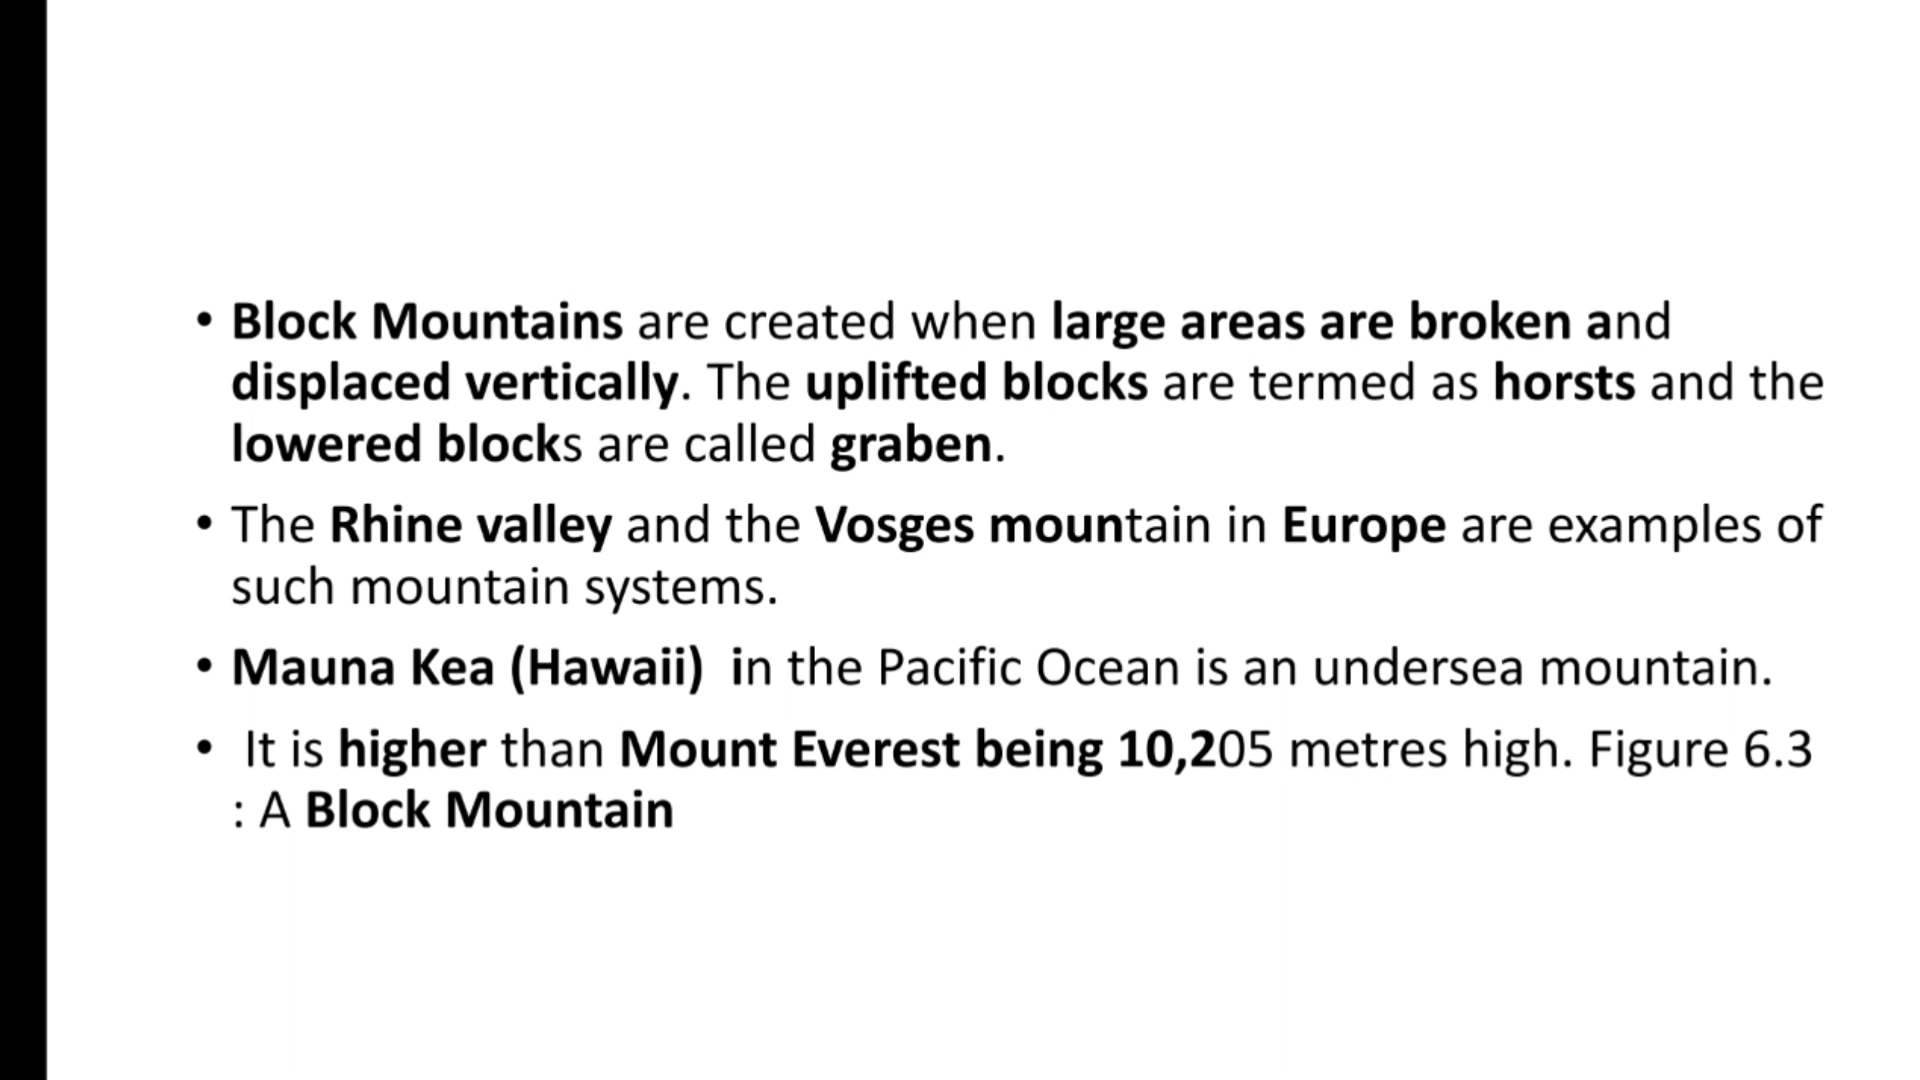 • Block Mountains are created when large areas are broken and
displaced vertically. The uplifted blocks are termed as horsts and the
lowered blocks are called graben.
• The Rhine valley and the Vosges mountain in Europe are examples of
such mountain systems.
• Mauna Kea (Hawaii)  in the Pacific Ocean is an undersea mountain.
•  It is higher than Mount Everest being 10,205 metres high. Figure 6.3
: A Block Mountain